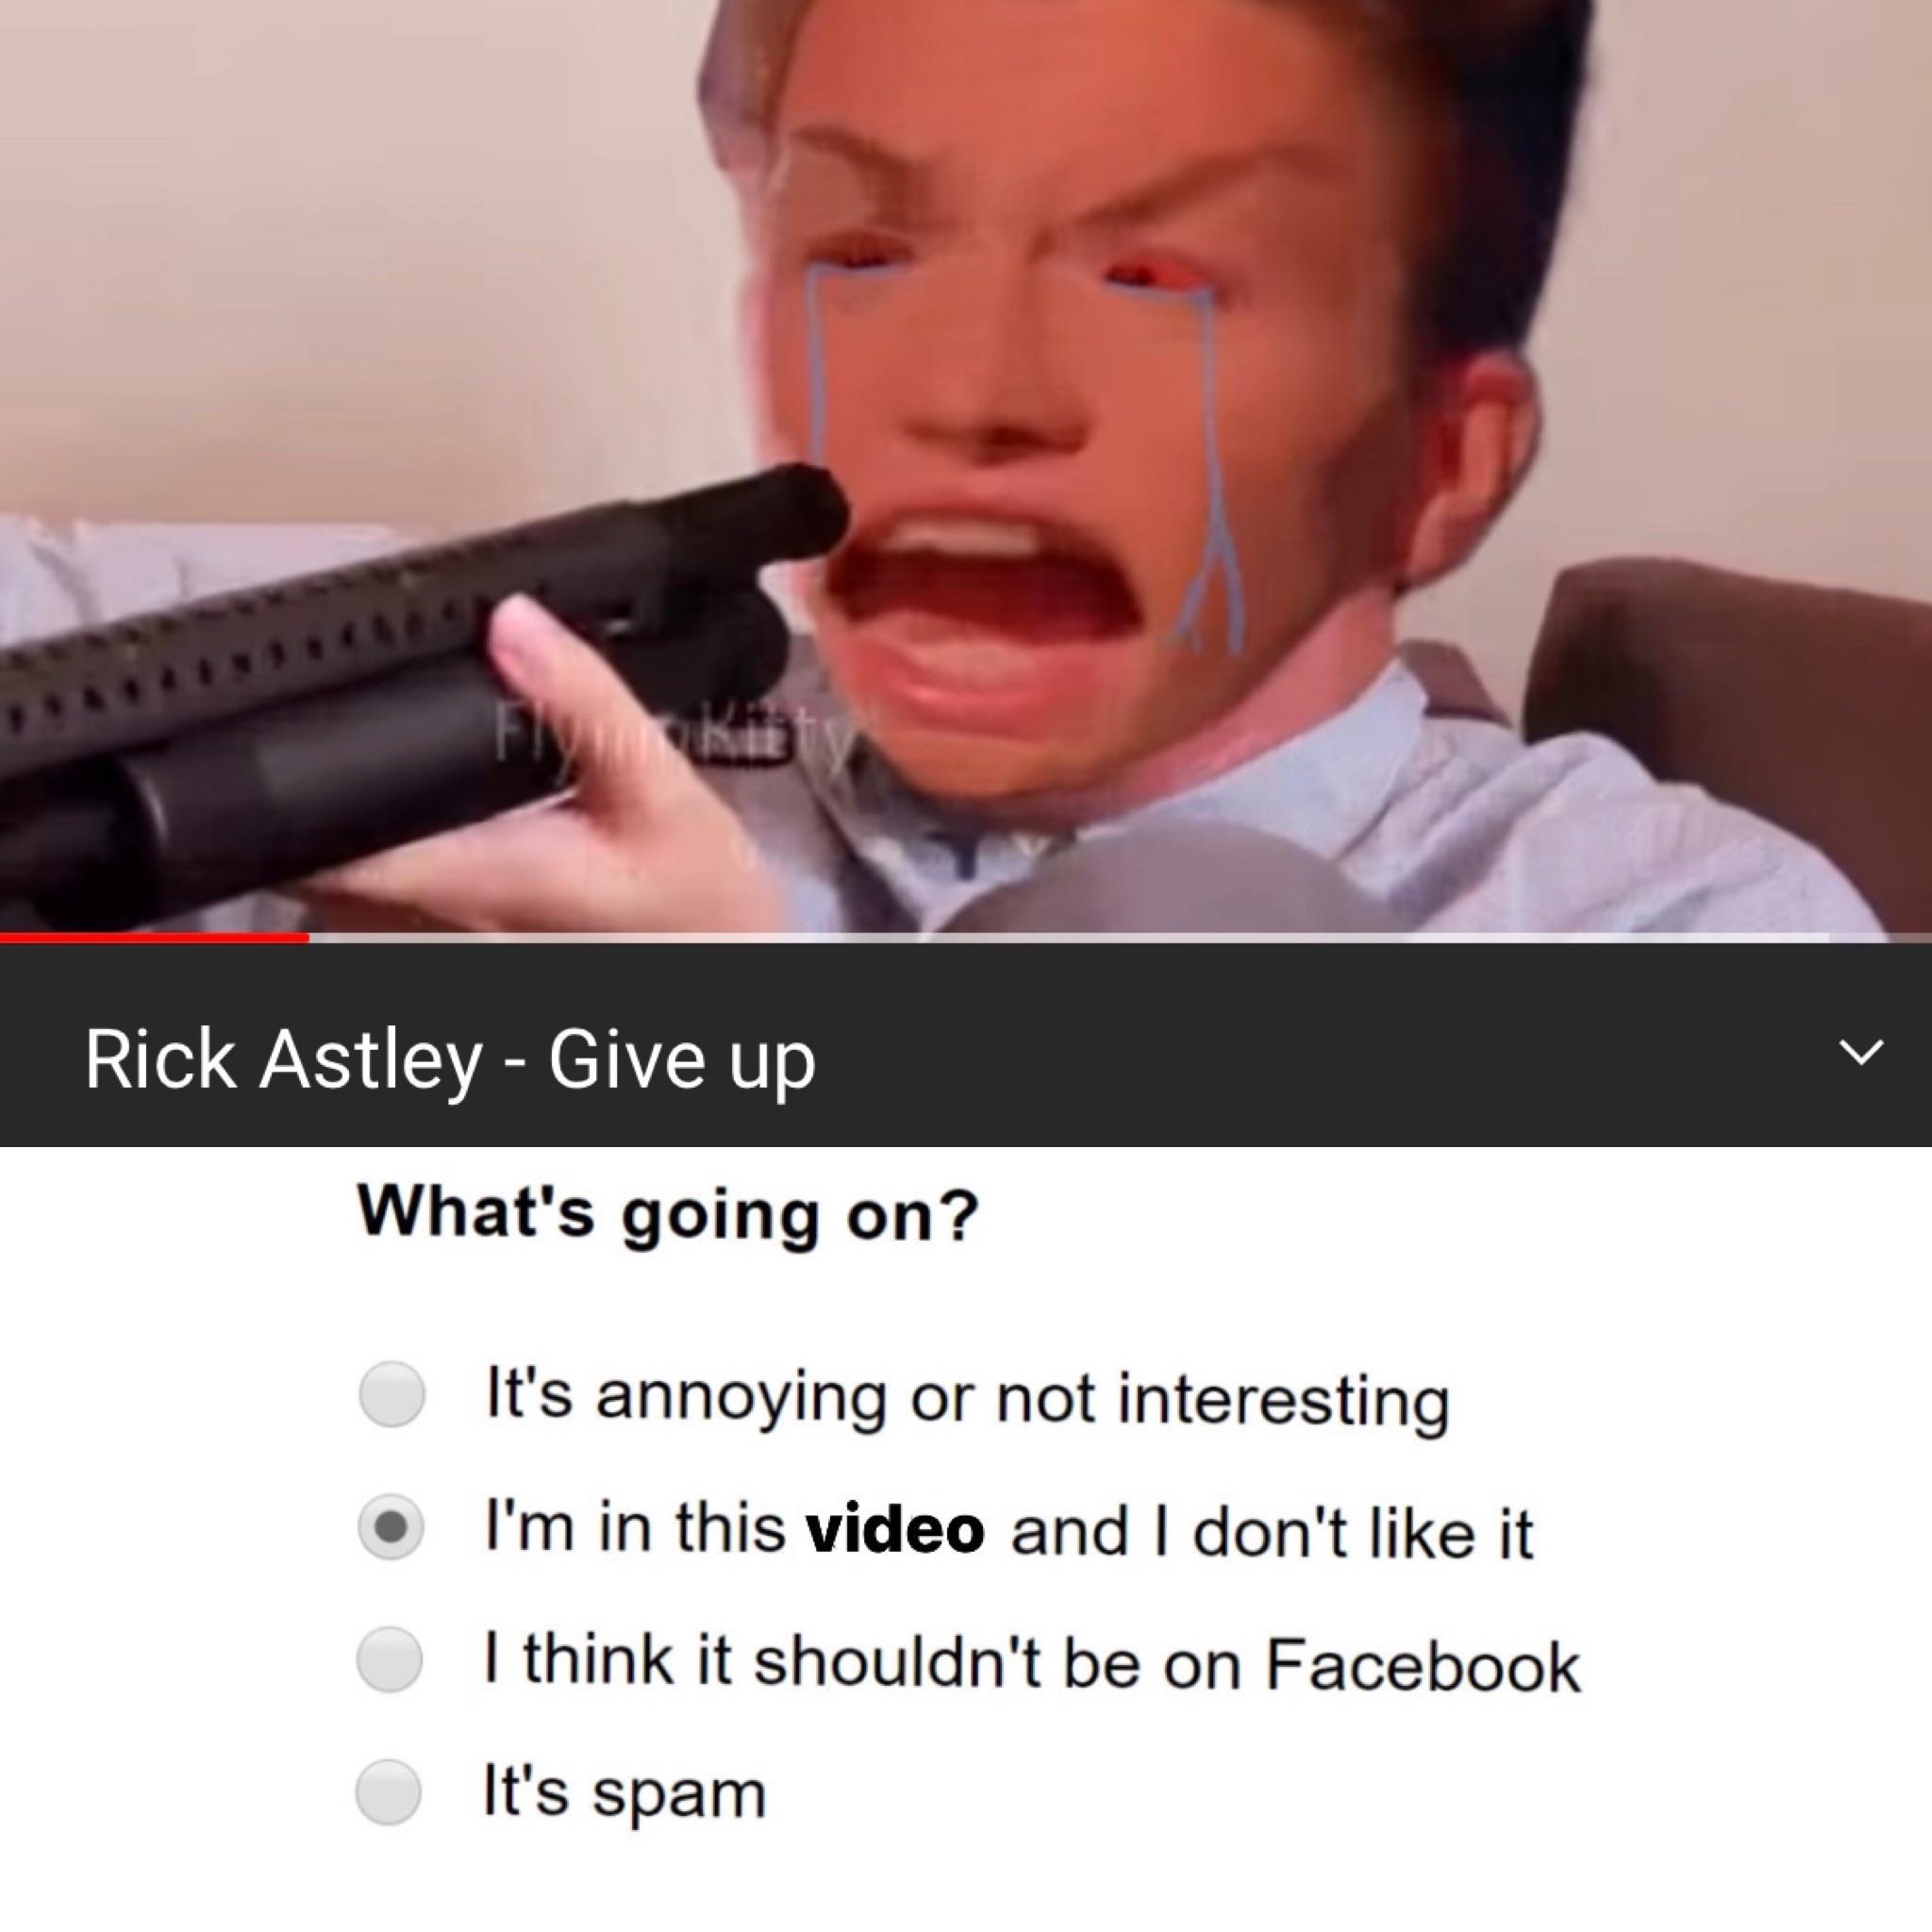 FlyingKitty
Rick Astley - Give up
What's going on?
It's annoying or not interesting
I'm in this video and I don't like it
I think it shouldn't be on Facebook
It's spam